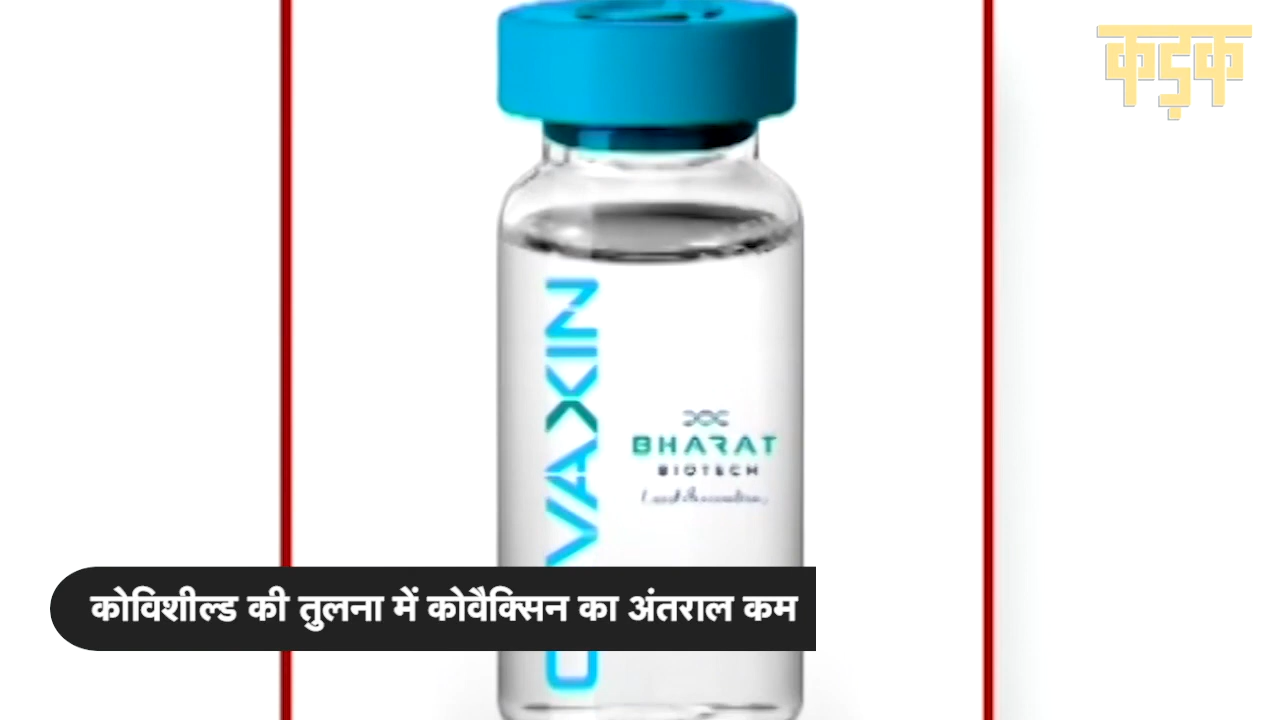 कड़क
COVAXIN
BHARAT
BIOTECH
कोविशील्ड की तुलना में कोवैक्सिन का अंतराल कम